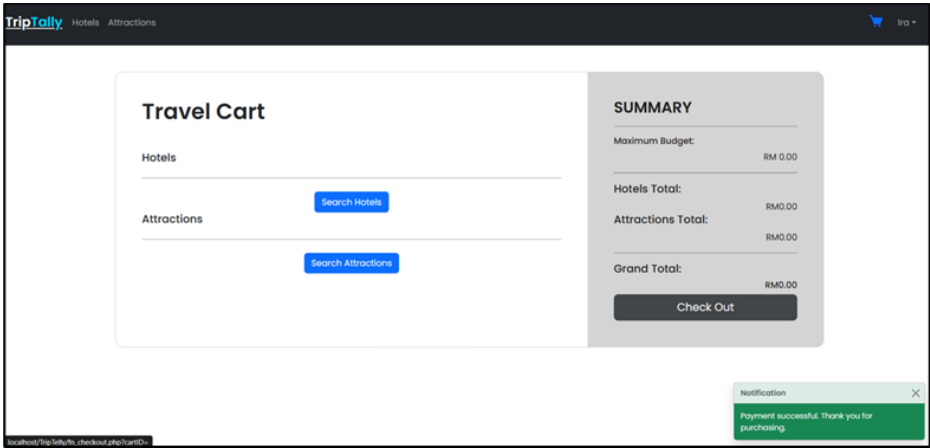 TripTally Hotels Attractions Ira
Travel Cart
Hotels
Search Hotels
Attractions
Search Attractions
SUMMARY
Maximum Budget:
RM 0.00
Hotels Total:
RM0.00
Attractions Total:
RM0.00
Grand Total:
RM0.00
Check Out
Notification
Payment successful. Thank you for
purchasing.
localhost/TripTelly/fn_checkout.php?cartID=